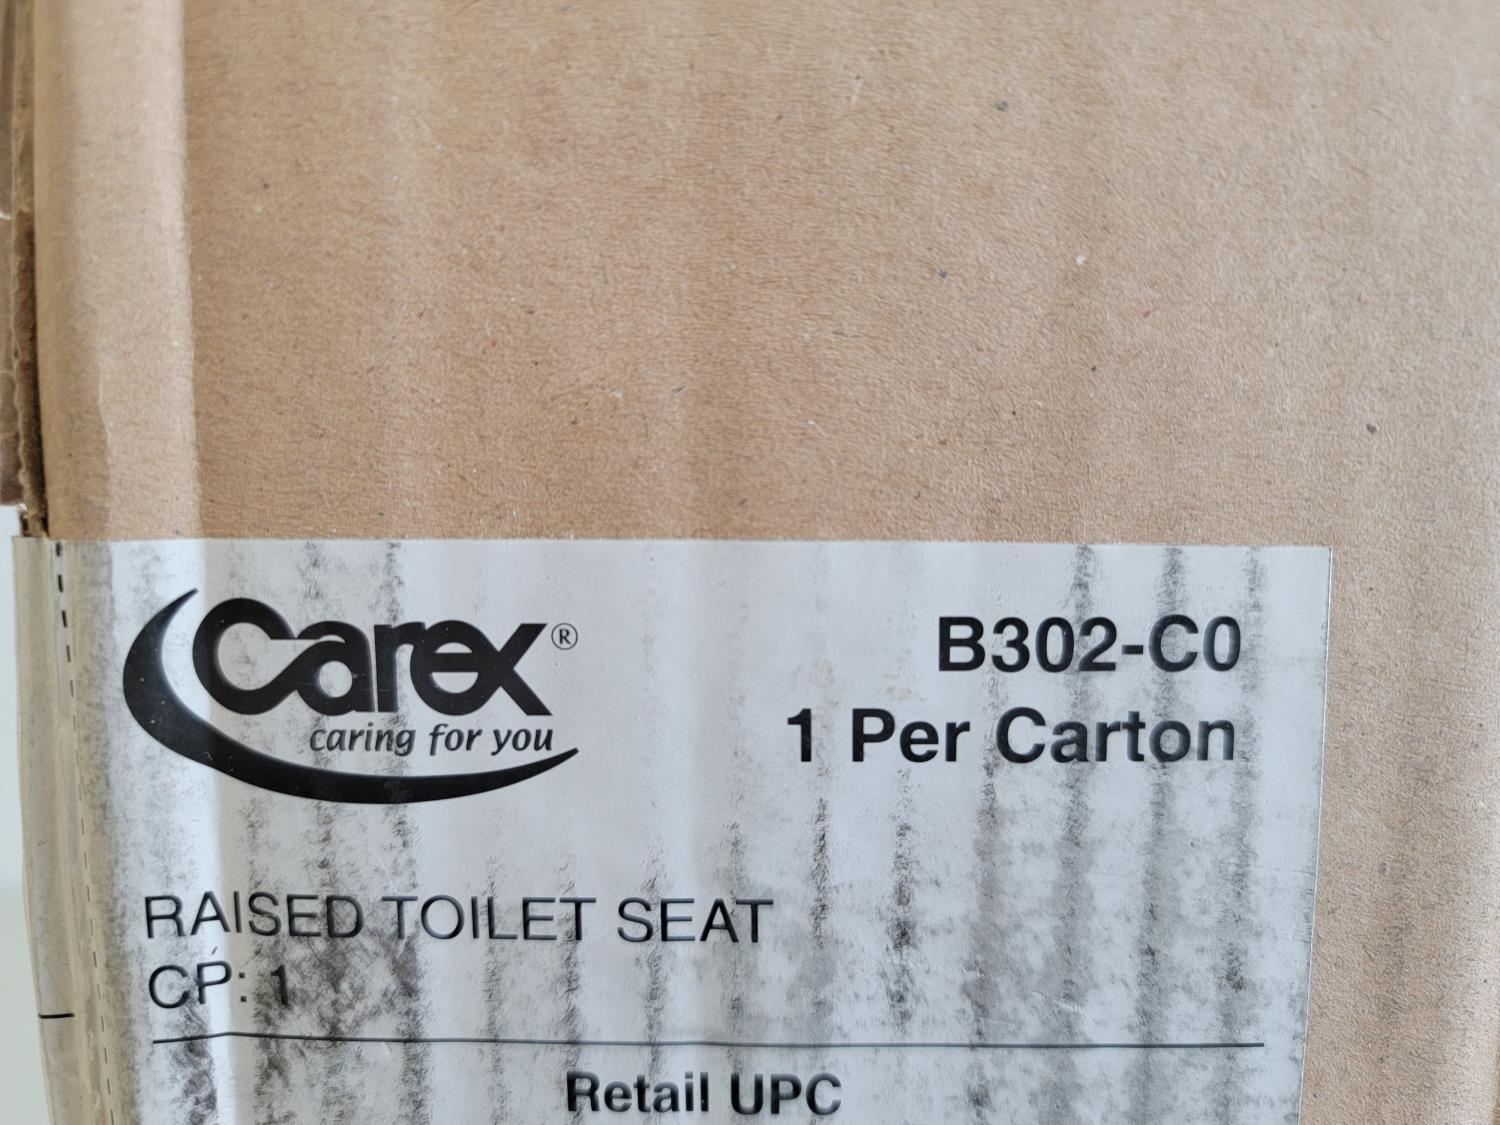 Carex®
caring for you
B302-C0
1 Per Carton
RAISED TOILET SEAT
CP: 1
Retail UPC